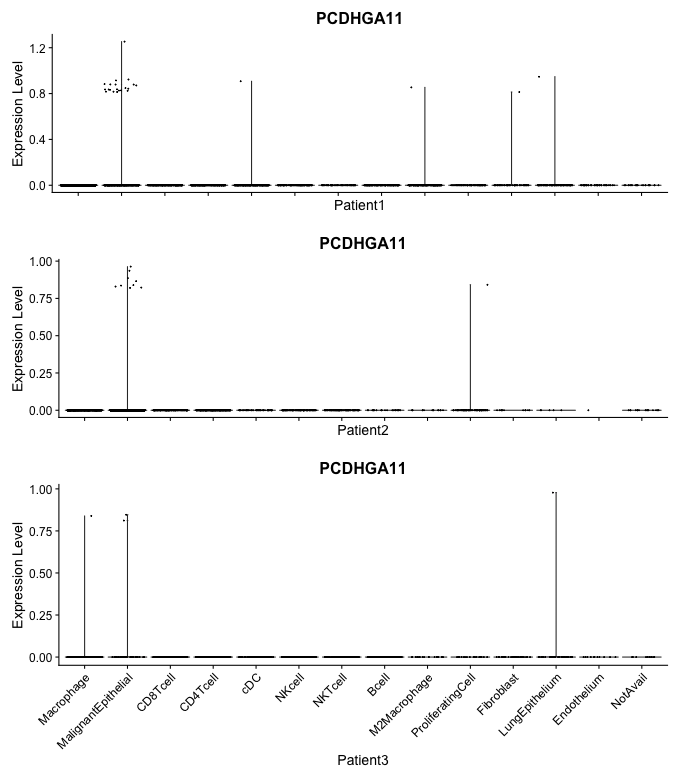 PCDHGA11
Expression Level
1.2
0.8
0.4
0.0
Patient1
PCDHGA11
Expression Level
1.00
0.75
0.50
0.25
0.00
Patient2
PCDHGA11
Expression Level
1.00
0.75
0.50
0.25
0.00
Macrophage
MalignantEpithelial
CD8Tcell
CD4Tcell
cDC
NKcell
NKTcell
Bcell
M2Macrophage
ProliferatingCell
Fibroblast
LungEpithelium
Endothelium
NotAvail
Patient3